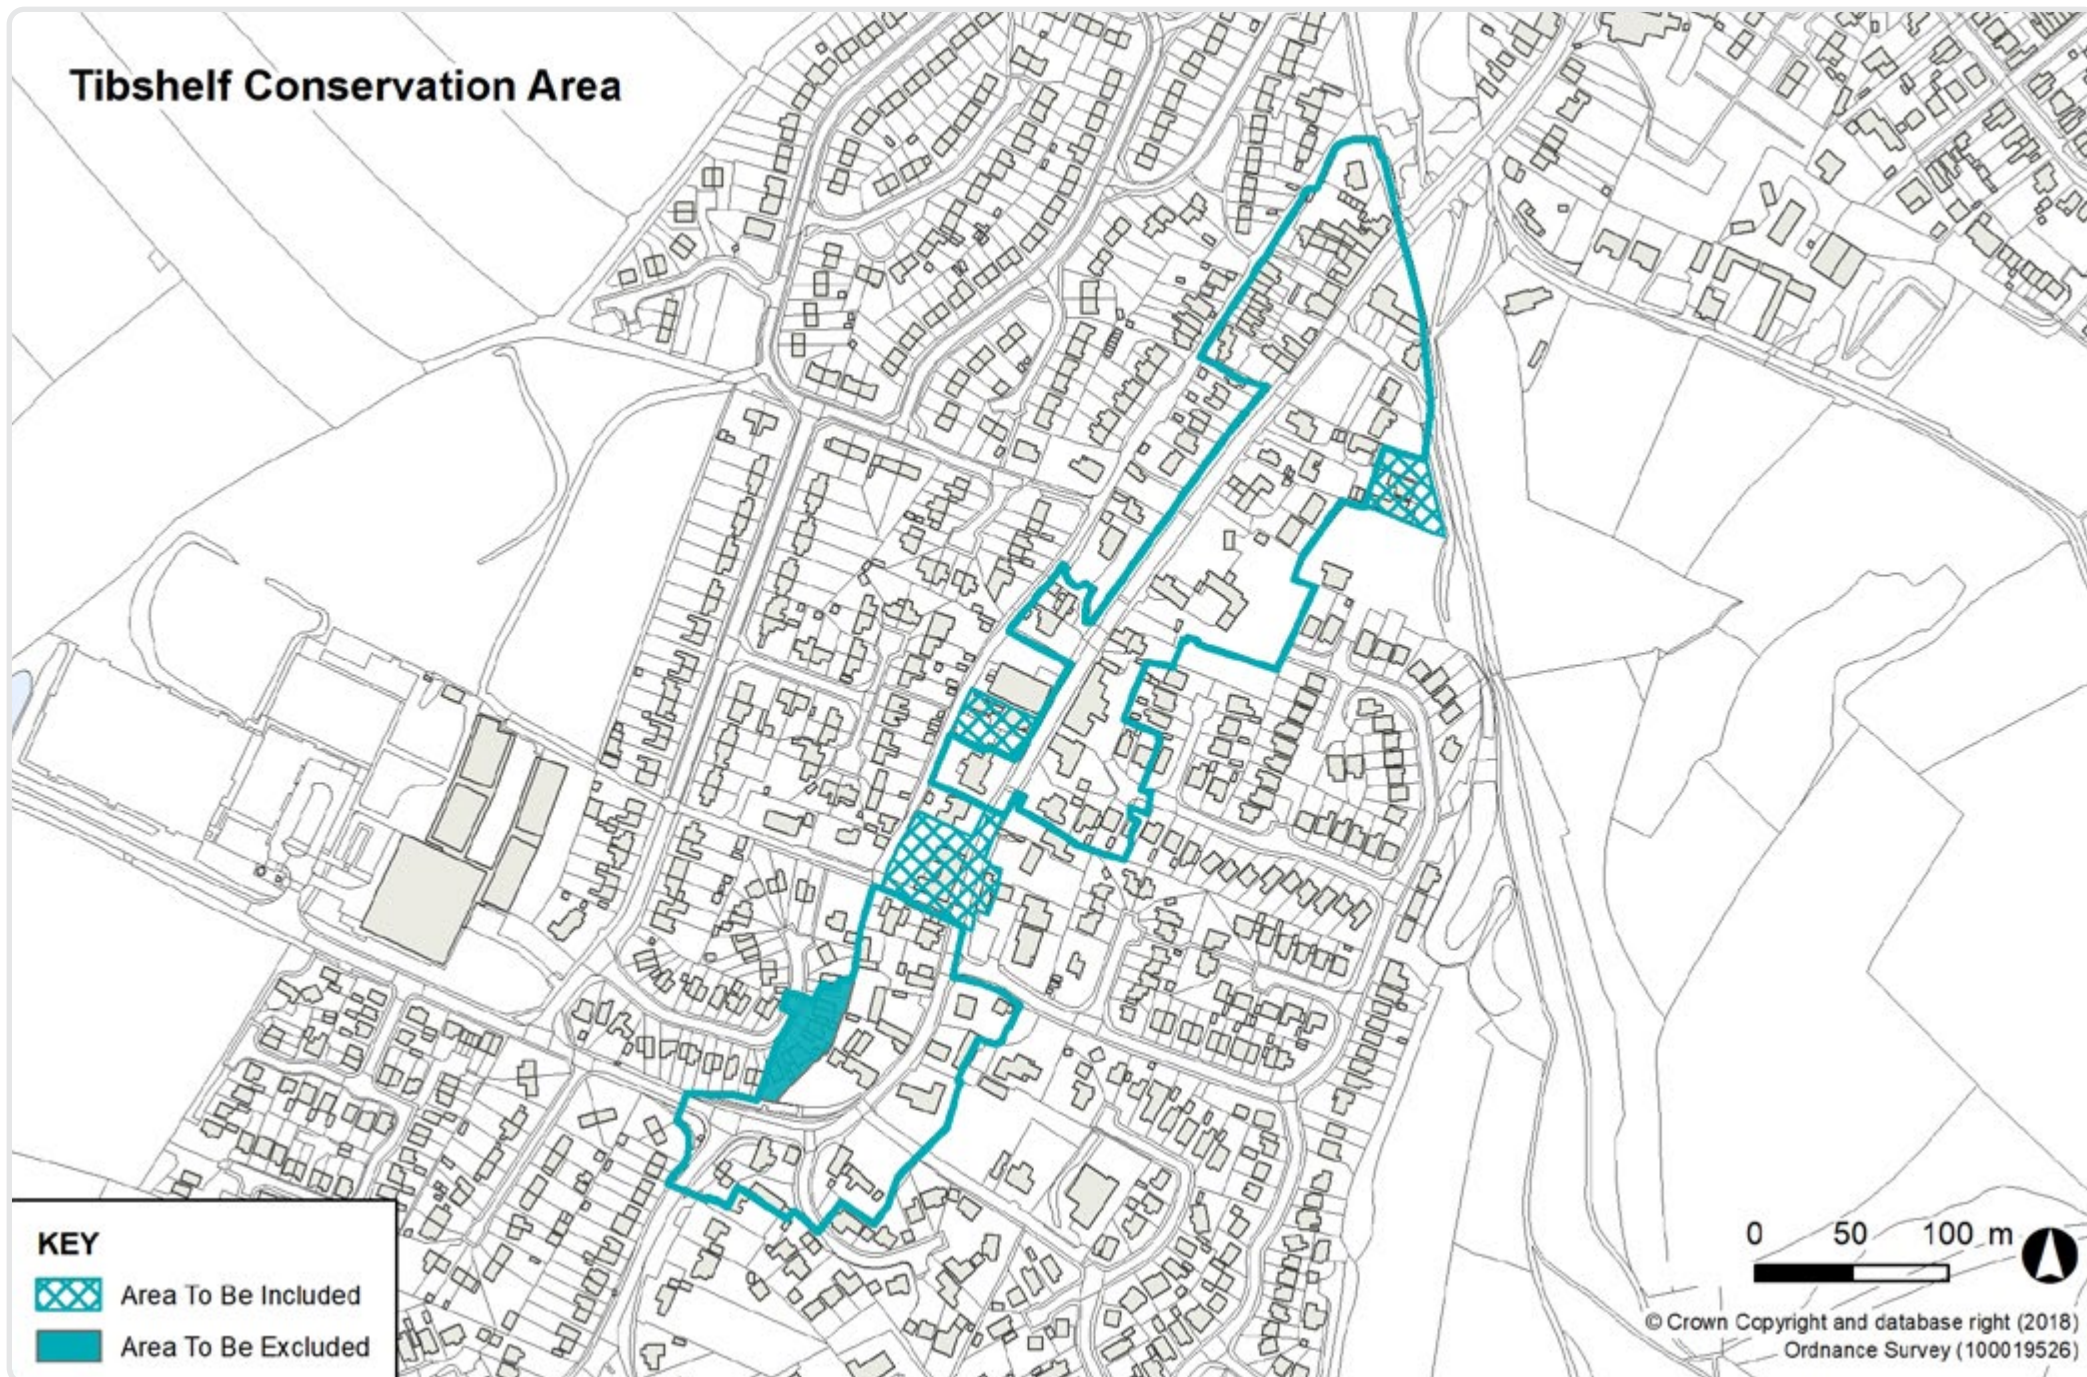 Tibshelf Conservation Area
KEY
Area To Be Included
Area To Be Excluded
0 50 100 m
© Crown Copyright and database right (2018)
Ordnance Survey (100019526)